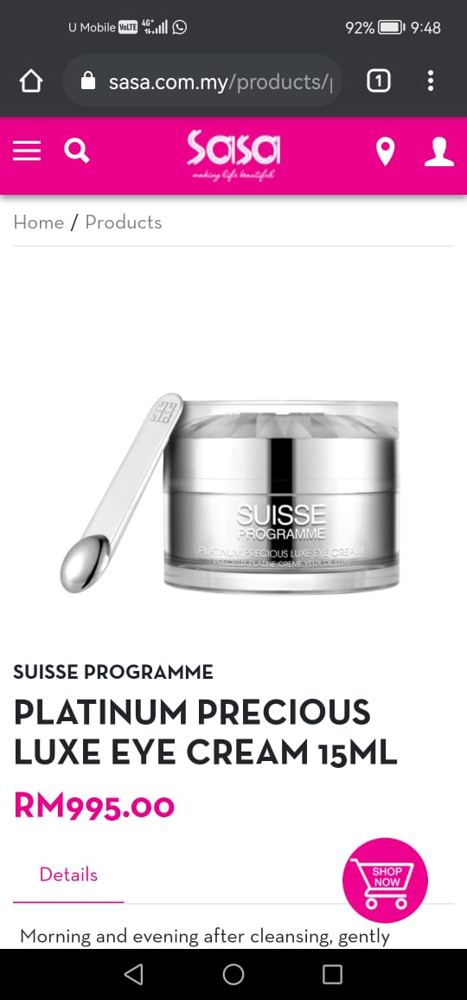 U Mobile VoLTE 4G+ 92% 9:48
sasa.com.my/products/p
1
Sasa
making life beautiful
Home / Products
SUISSE
PROGRAMME
PLATINUM PRECIOUS LUXE EYE CREAM
PRÉCIEUX PLATINE CRÈME YEUX DE LUXE
SUISSE PROGRAMME
PLATINUM PRECIOUS
LUXE EYE CREAM 15ML
RM995.00
Details
SHOP
NOW
Morning and evening after cleansing, gently